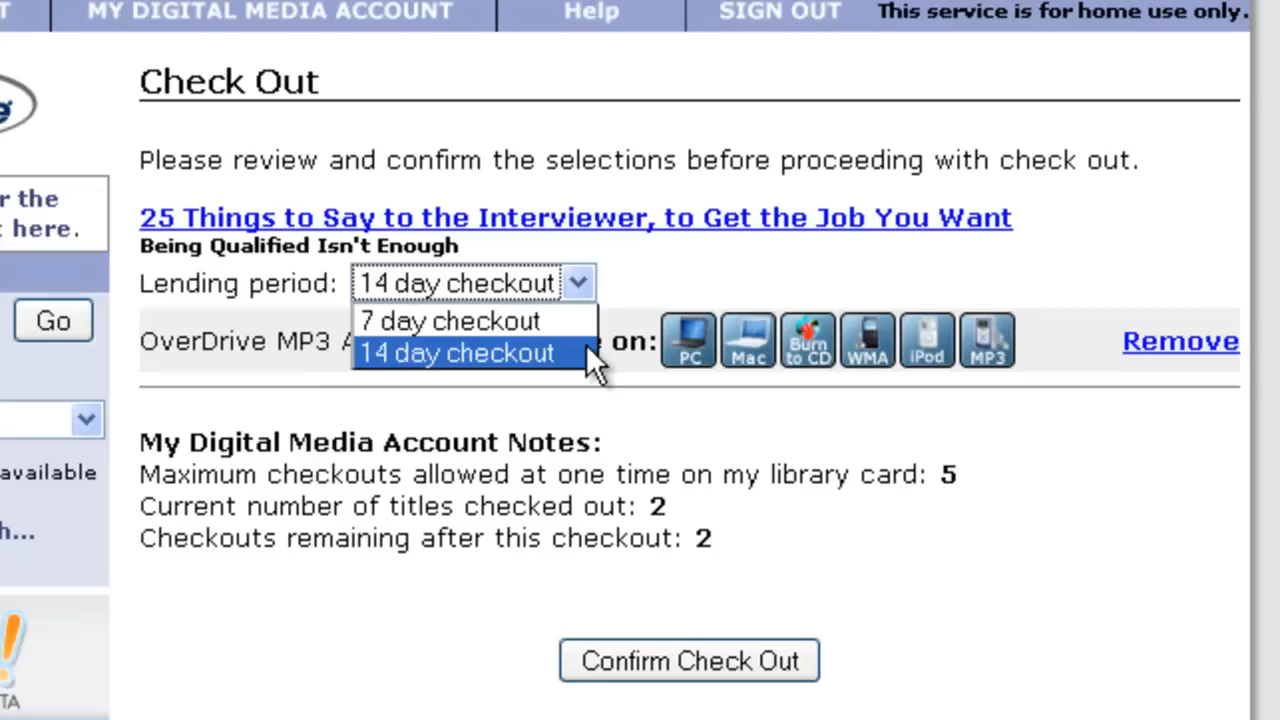 MY DIGITAL MEDIA ACCOUNT Help SIGN OUT This service is for home use only.
Check Out
Please review and confirm the selections before proceeding with check out.
r the
here.
25 Things to Say to the Interviewer, to Get the Job You Want
Being Qualified Isn't Enough
Lending period: 14 day checkout
7 day checkout
14 day checkout
Go
OverDrive MP3 A on: PC Mac Burn to CD WMA iPod MP3 Remove
My Digital Media Account Notes:
Maximum checkouts allowed at one time on my library card: 5
available
Current number of titles checked out: 2
h...
Checkouts remaining after this checkout: 2
Confirm Check Out
TA